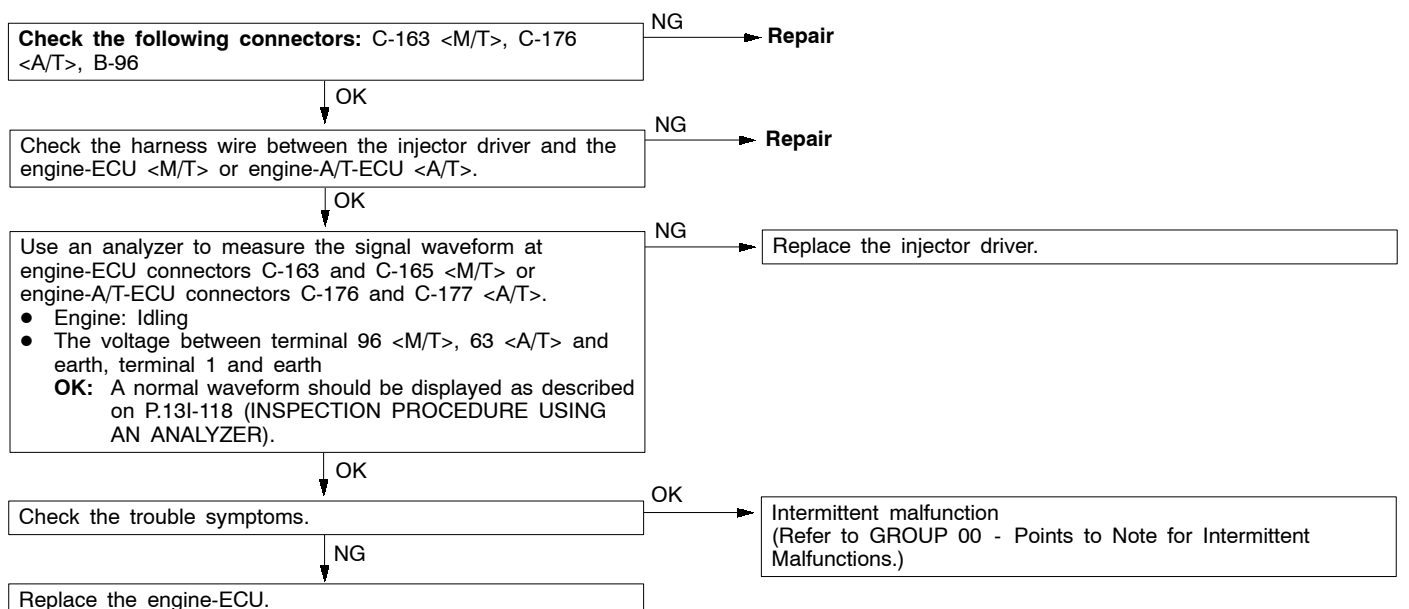 Check the following connectors: C-163 <M/T>, C-176
<A/T>, B-96
NG
Repair
OK
Check the harness wire between the injector driver and the
engine-ECU <M/T> or engine-A/T-ECU <A/T>.
NG
Repair
OK
Use an analyzer to measure the signal waveform at
engine-ECU connectors C-163 and C-165 <M/T> or
engine-A/T-ECU connectors C-176 and C-177 <A/T>.
● Engine: Idling
● The voltage between terminal 96 <M/T>, 63 <A/T> and
earth, terminal 1 and earth
OK: A normal waveform should be displayed as described
on P.13I-118 (INSPECTION PROCEDURE USING
AN ANALYZER).
NG
Replace the injector driver.
OK
Check the trouble symptoms.
OK
Intermittent malfunction
(Refer to GROUP 00 - Points to Note for Intermittent
Malfunctions.)
NG
Replace the engine-ECU.